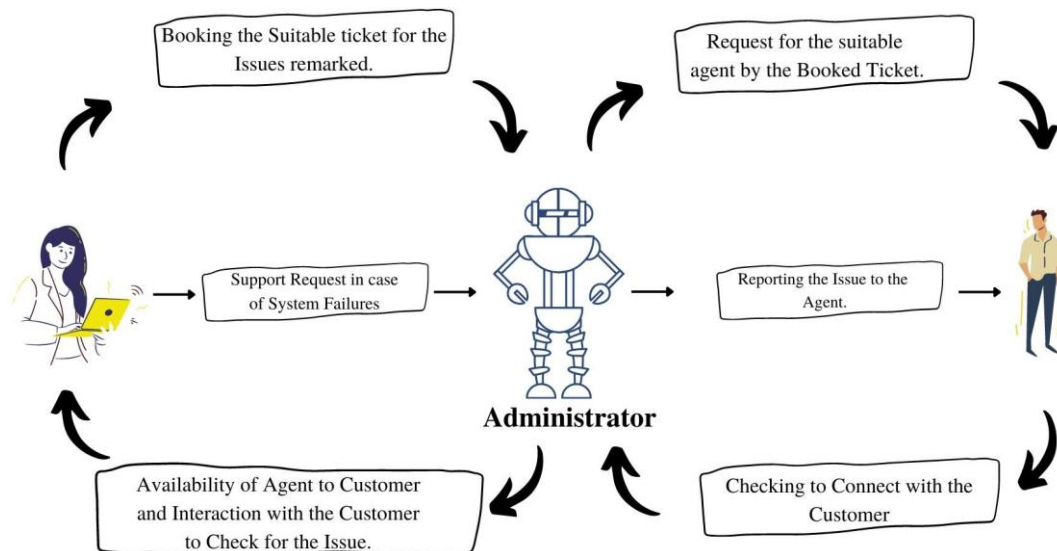 Booking the Suitable ticket for the
Issues remarked.
Request for the suitable
agent by the Booked Ticket.
Support Request in case
of System Failures
Reporting the Issue to the
Agent.
Administrator
Availability of Agent to Customer
and Interaction with the Customer
to Check for the Issue.
Checking to Connect with the
Customer